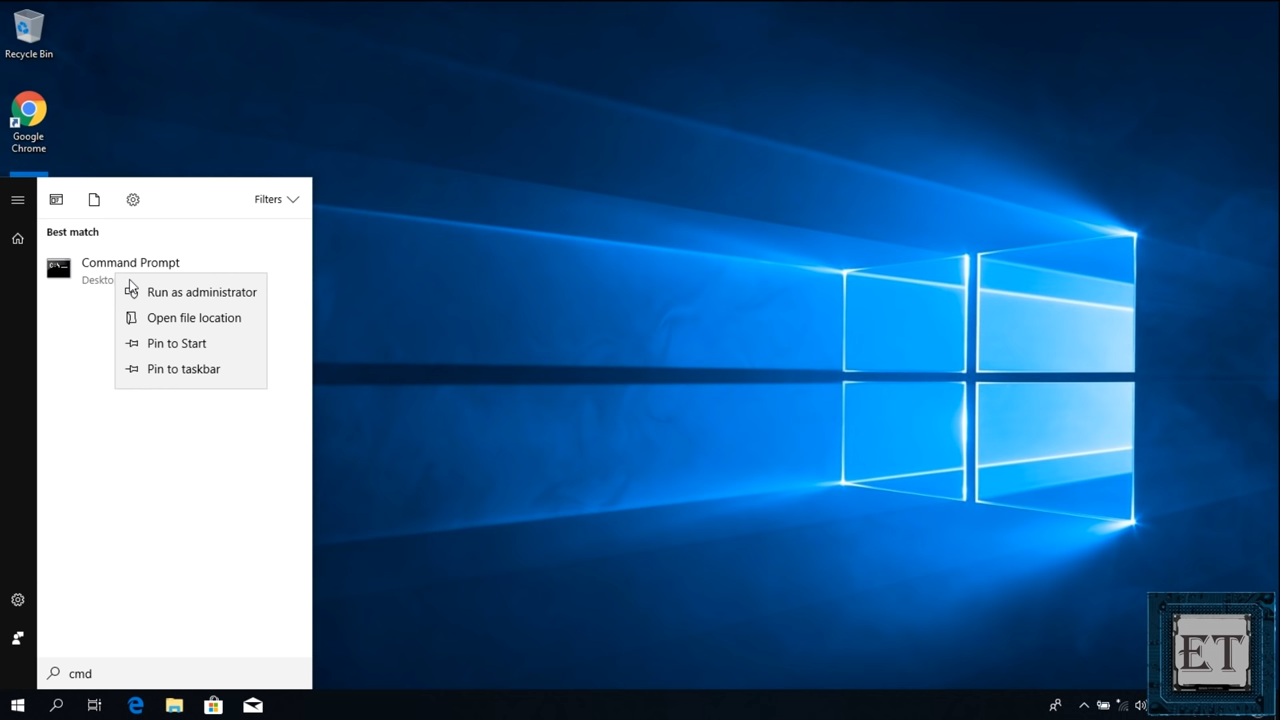 Recycle Bin
Google
Chrome
Filters
Best match
Command Prompt
Deskto
Run as administrator
Open file location
Pin to Start
Pin to taskbar
cmd
ET